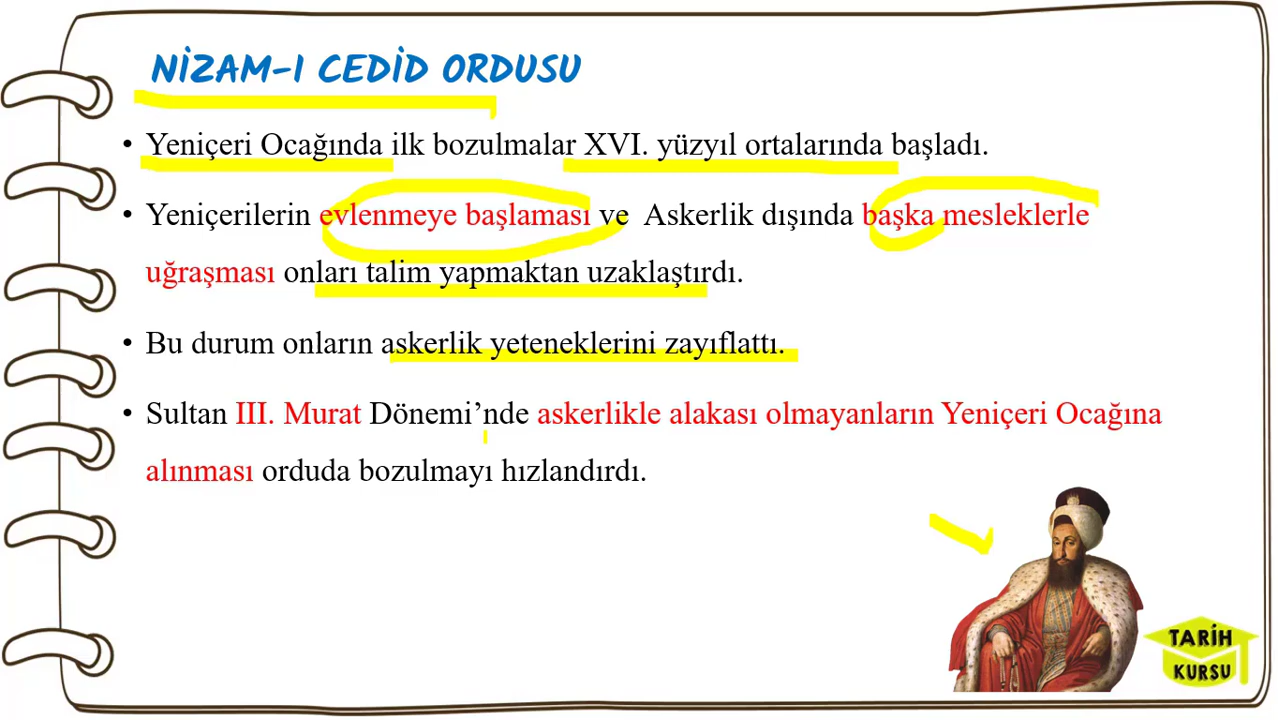 NİZAM-I CEDİD ORDUSU
• Yeniçeri Ocağında ilk bozulmalar XVI. yüzyıl ortalarında başladı.
• Yeniçerilerin evlenmeye başlaması ve Askerlik dışında başka mesleklerle
uğraşması onları talim yapmaktan uzaklaştırdı.
• Bu durum onların askerlik yeteneklerini zayıflattı.
• Sultan III. Murat Dönemi’nde askerlikle alakası olmayanların Yeniçeri Ocağına
alınması orduda bozulmayı hızlandırdı.
TARİH
KURSU